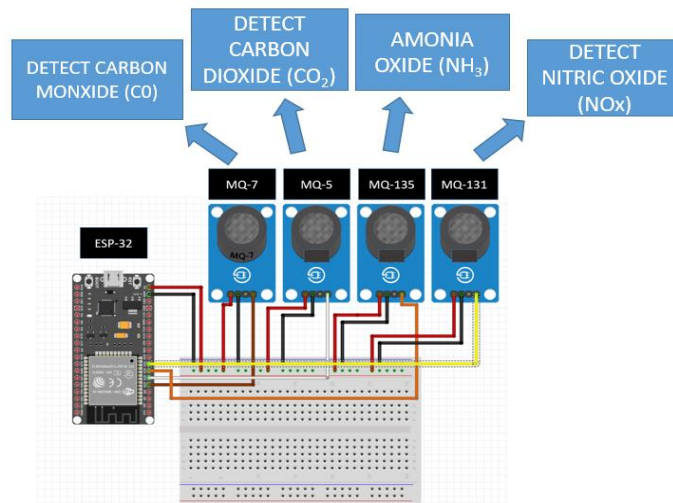 DETECT CARBON
MONXIDE (C0)
DETECT
CARBON
DIOXIDE (CO₂)
AMONIA
OXIDE (NH₃)
DETECT
NITRIC OXIDE
(NOx)
MQ-7
MQ-5
MQ-135
MQ-131
MQ-7
ESP-32